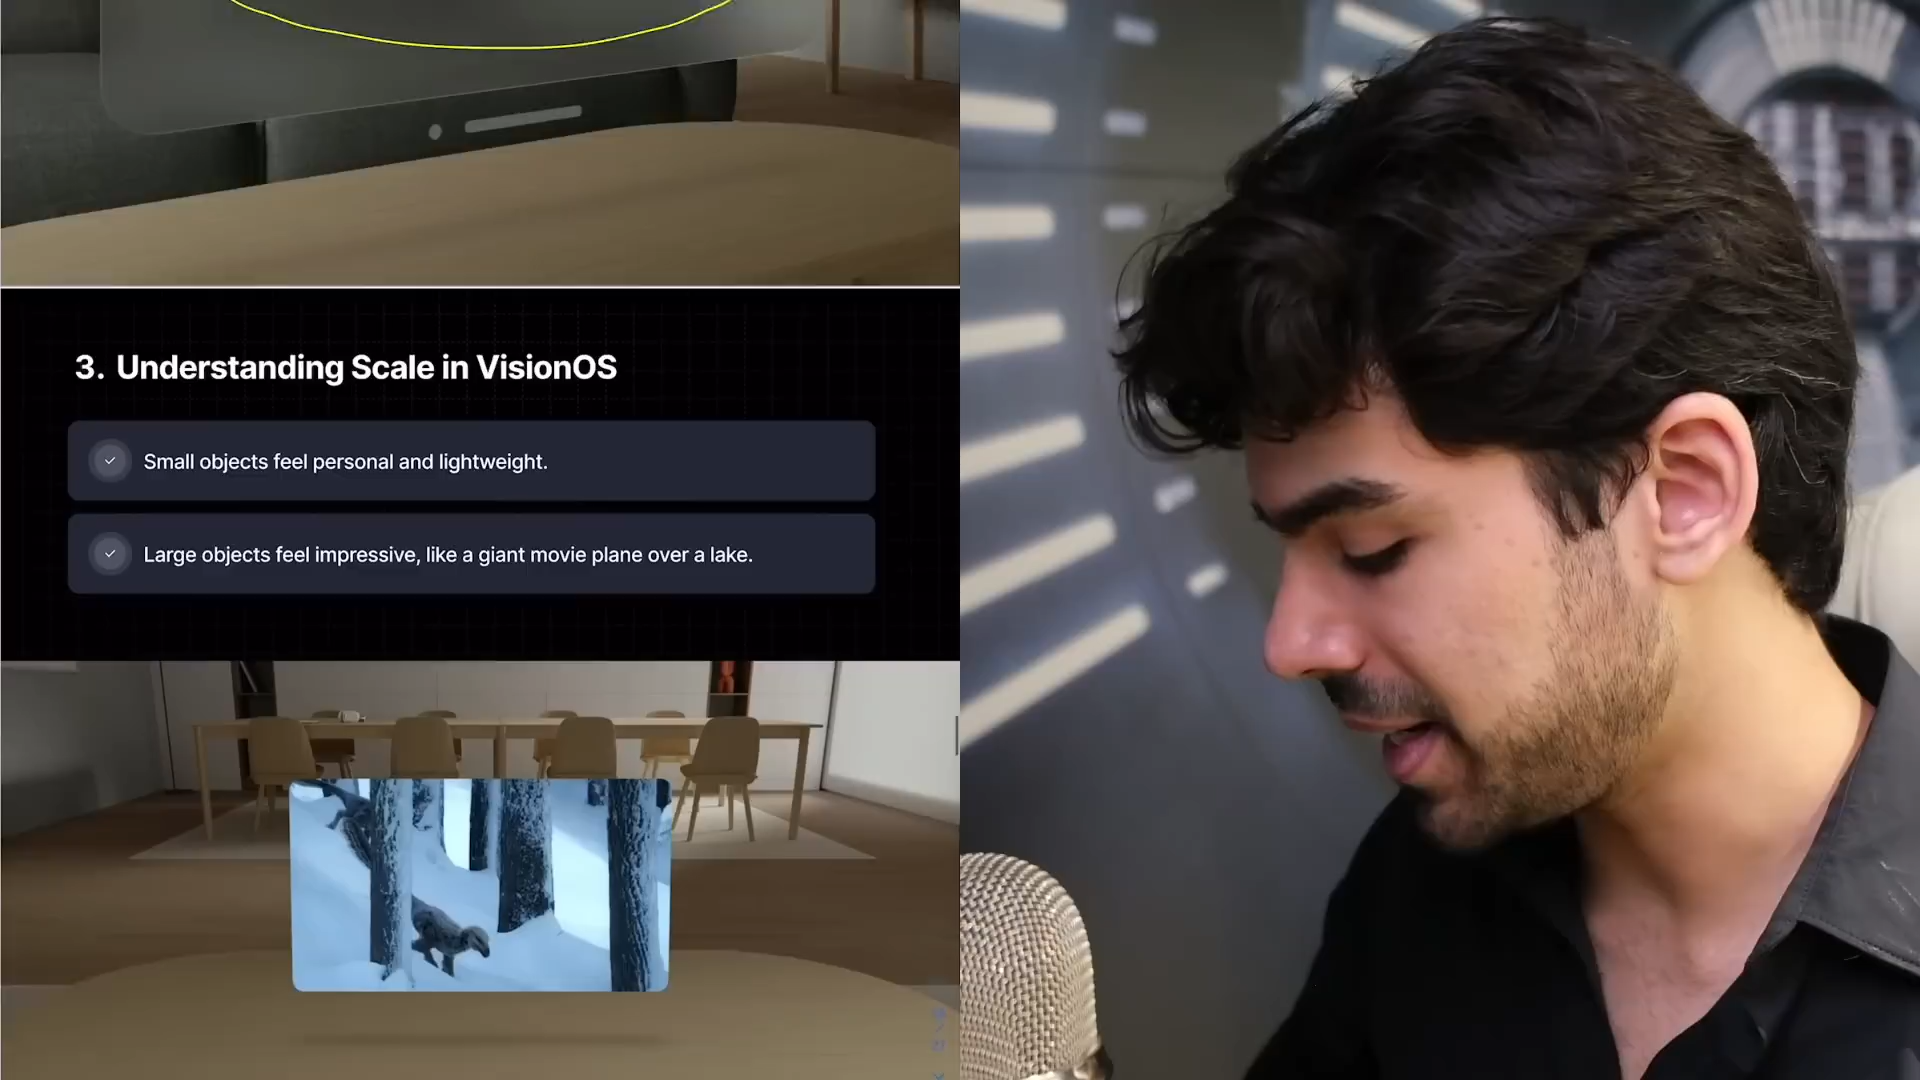 3. Understanding Scale in VisionOS
Small objects feel personal and lightweight.
Large objects feel impressive, like a giant movie plane over a lake.